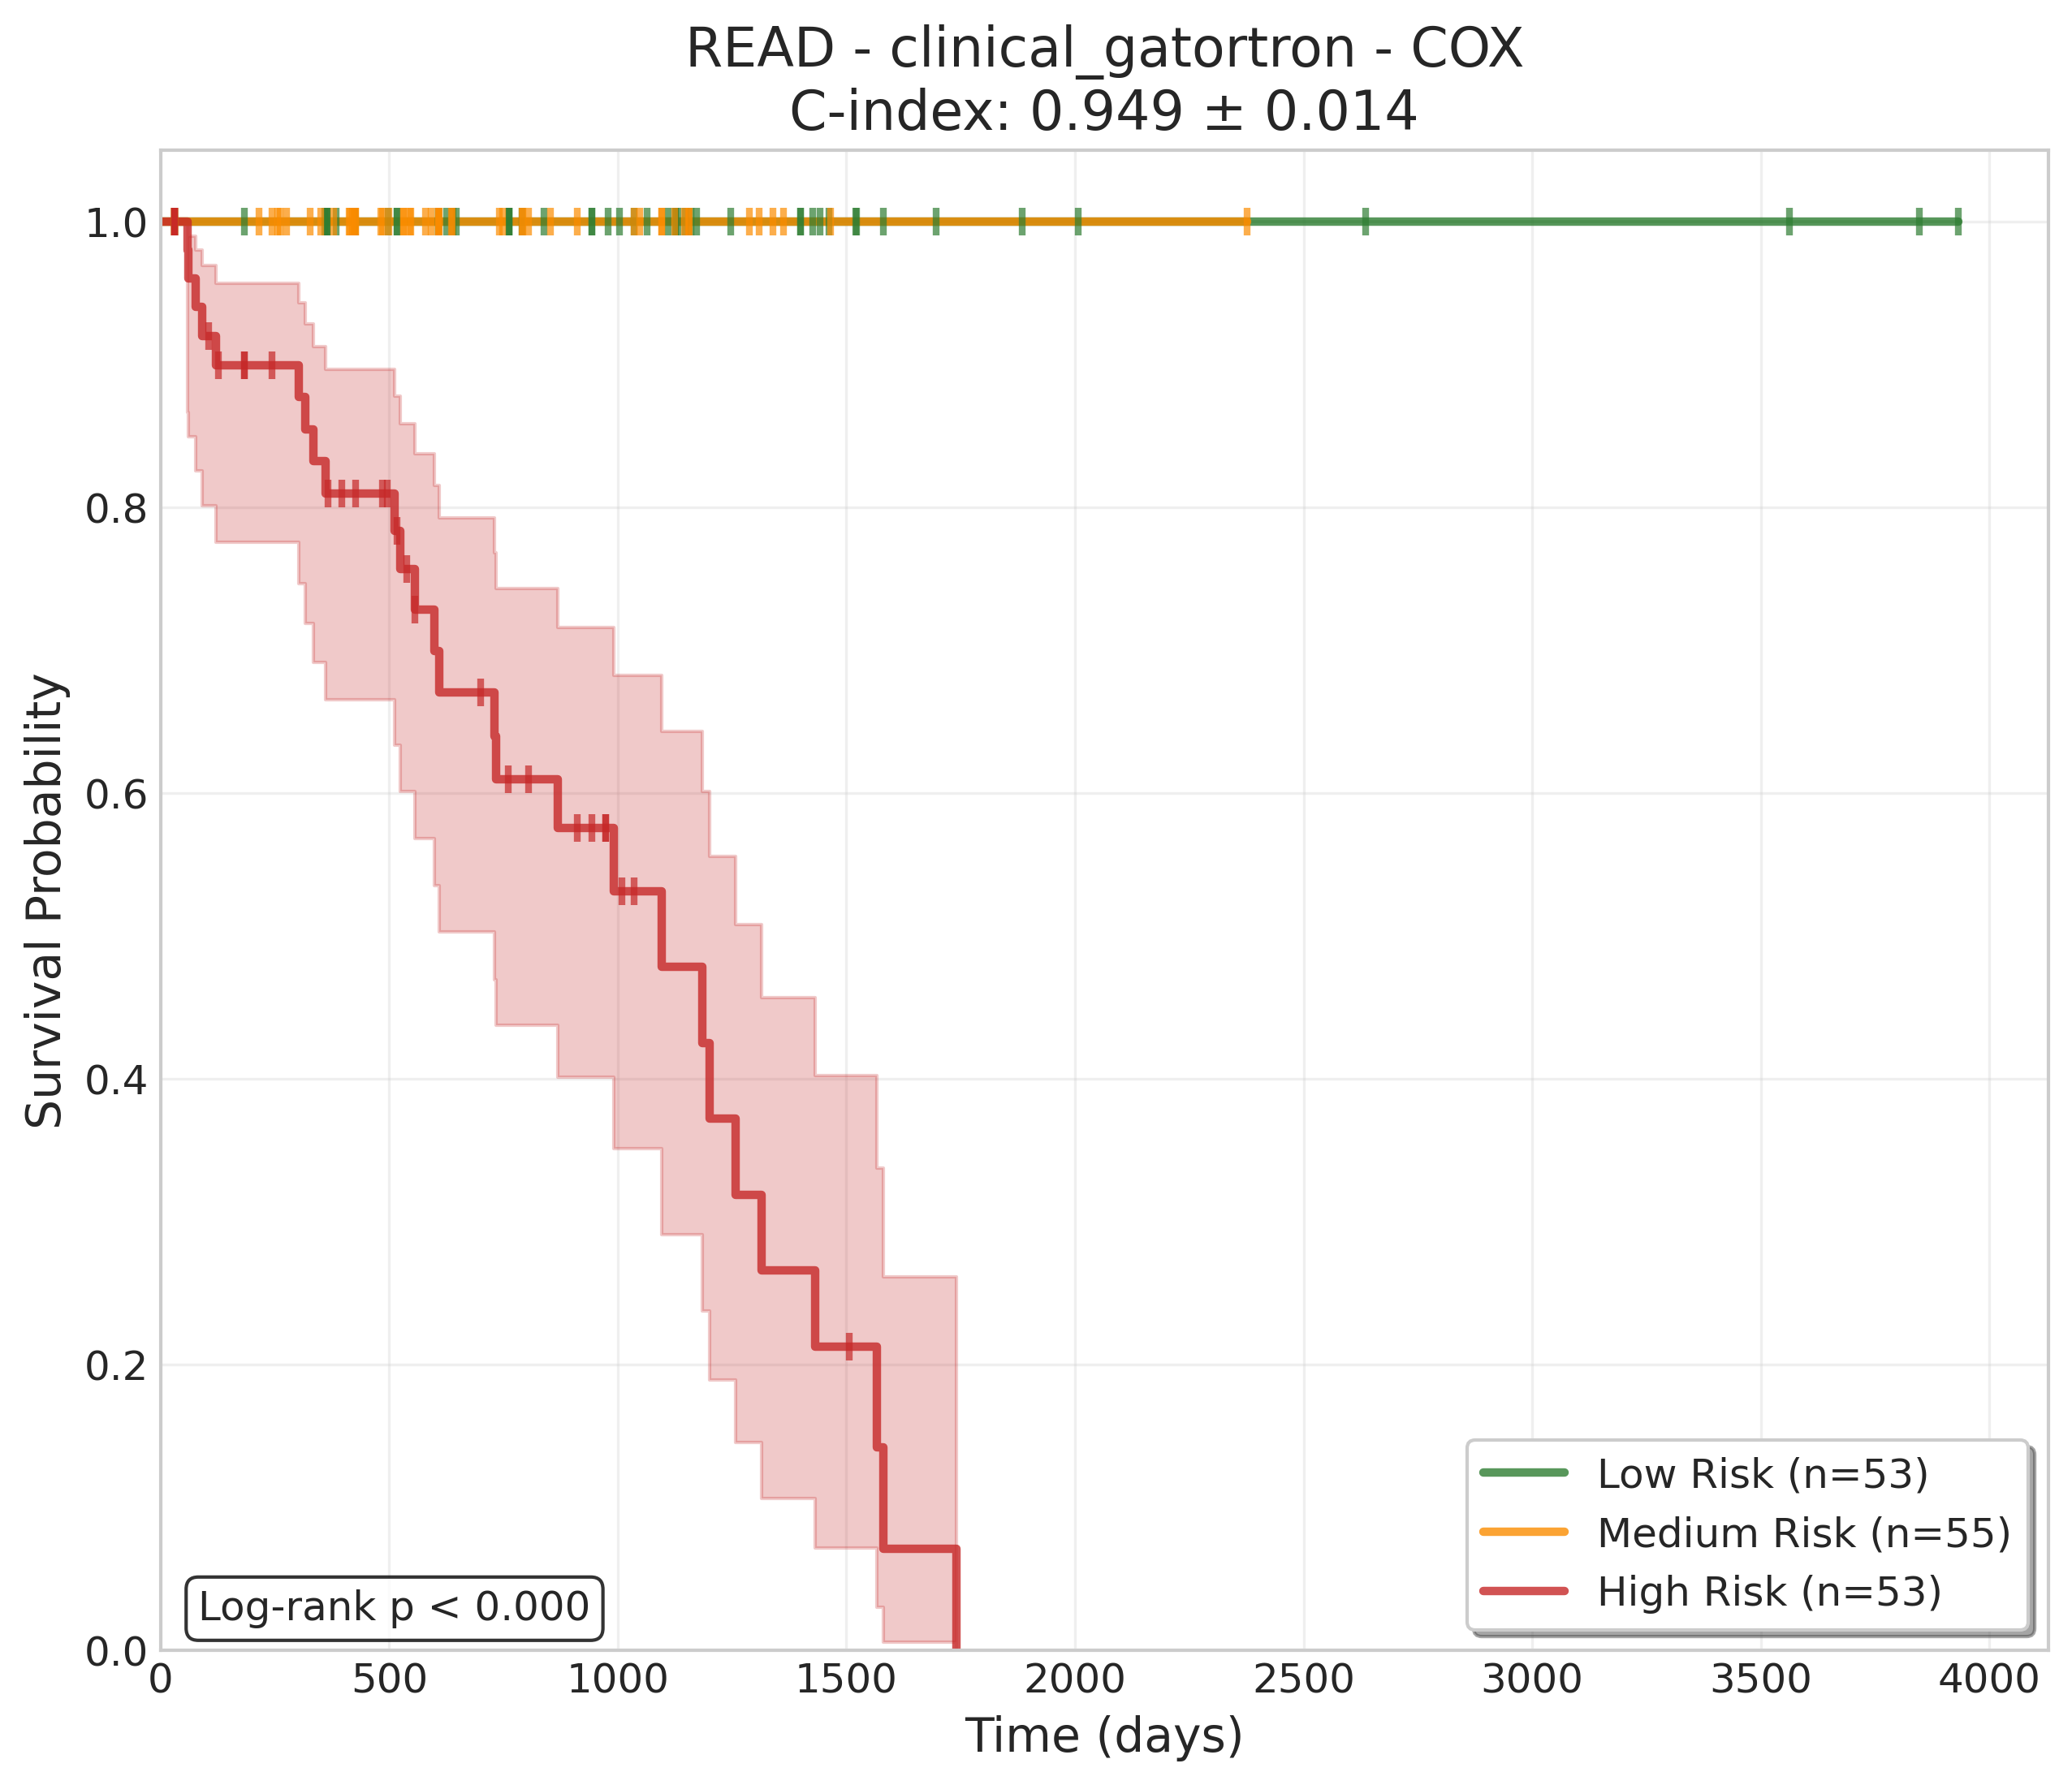 READ - clinical_gatortron - COX
C-index: 0.949 ± 0.014
Survival Probability
1.0
0.8
0.6
0.4
0.2
0.0
Log-rank p < 0.000
Low Risk (n=53)
Medium Risk (n=55)
High Risk (n=53)
0 500 1000 1500 2000 2500 3000 3500 4000
Time (days)